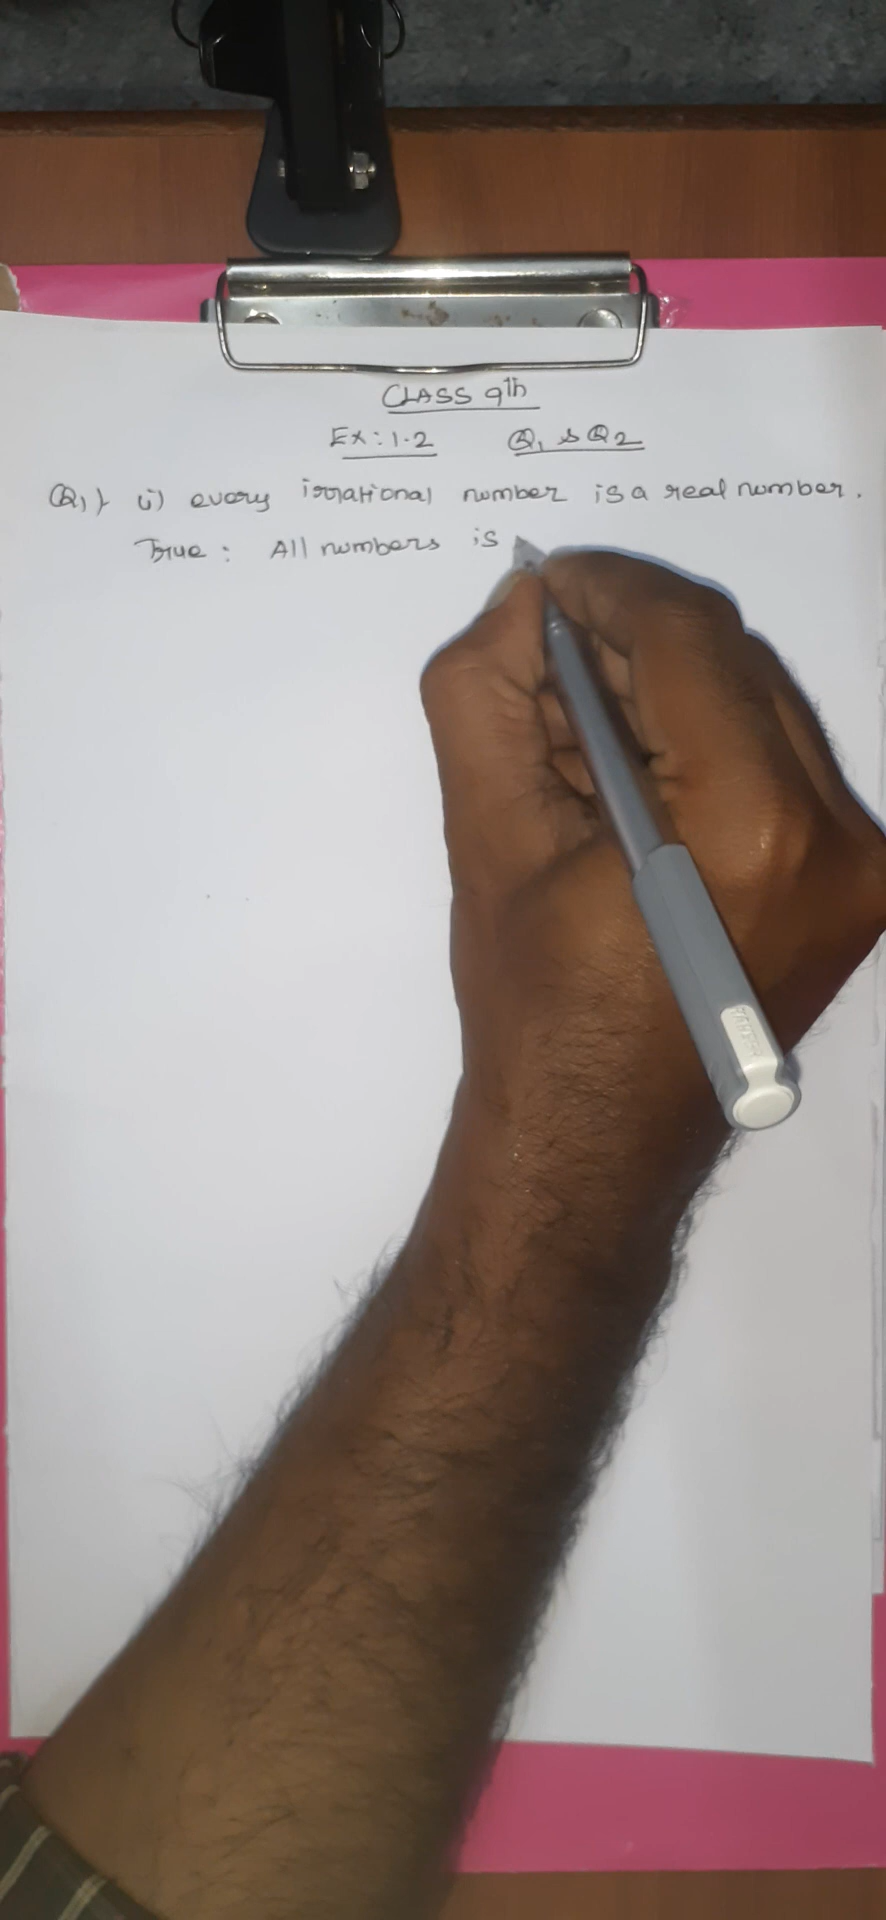 CLASS 9th
Ex: 1.2 Q1 & Q2
Q1} (i) every irrational number is a real number.
True: All numbers is